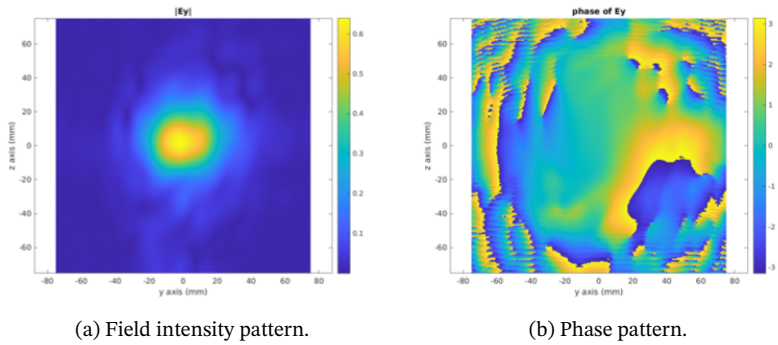 |Ey|
60
40
20
0
-20
-40
-60
z axis (mm)
-80 -60 -40 -20 0 20 40 60 80
y axis (mm)
0.6
0.5
0.4
0.3
0.2
0.1
phase of Ey
60
40
20
0
-20
-40
-60
z axis (mm)
-80 -60 -40 -20 0 20 40 60 80
y axis (mm)
3
2
1
0
-1
-2
-3
(a) Field intensity pattern.
(b) Phase pattern.